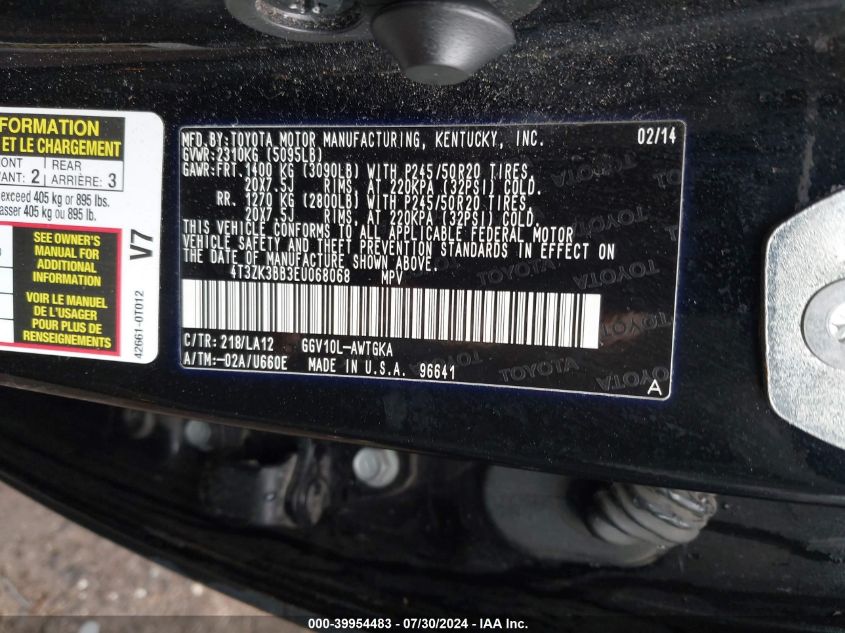 FORMATION
ET LE CHARGEMENT
RONT
REAR
ANT: 2
ARRIÈRE: 3
exceed 405 kg or 895 lbs.
asser 405 kg ou 895 lb.
SEE OWNER'S
MANUAL FOR
ADDITIONAL
INFORMATION
VOIR LE MANUEL
DE L'USAGER
POUR PLUS DE
RENSEIGNEMENTS
V7
42661-0T012
MFD.BY:TOYOTA MOTOR MANUFACTURING, KENTUCKY, INC. 02/14
GVWR:2310KG (5095LB)
GAWR:FRT.1400 KG (3090LB) WITH P245/50R20 TIRES,
20X7.5J RIMS, AT 220KPA (32PSI) COLD.
RR. 1270 KG (2800LB) WITH P245/50R20 TIRES,
20X7.5J RIMS, AT 220KPA (32PSI) COLD.
THIS VEHICLE CONFORMS TO ALL APPLICABLE FEDERAL MOTOR
VEHICLE SAFETY AND THEFT PREVENTION STANDARDS IN EFFECT ON
THE DATE OF MANUFACTURE SHOWN ABOVE.
4T3ZK3BB3EU068068 MPV
C/TR: 218/LA12 GGV10L-AWTGKA
A/TM:-02A/U660E MADE IN U.S.A. 96641
TOYOTA TOYOTA TOYOTA
A
000-39954483 - 07/30/2024 - IAA Inc.